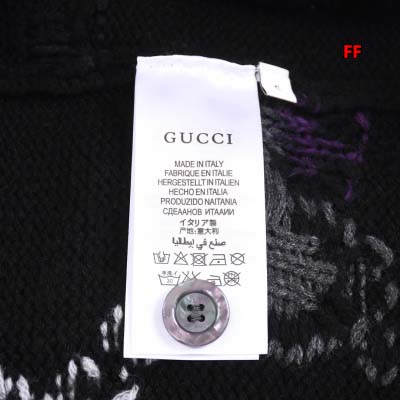 FF
GUCCI
MADE IN ITALY
FABRIQUE EN ITALIE
HERGESTELLT IN ITALIEN
HECHO EN ITALIA
PRODUZIDO NAITANIA
СДЕААНОВ ИТААИИ
イタリア製
产地:意大利
صنع في إيطاليا